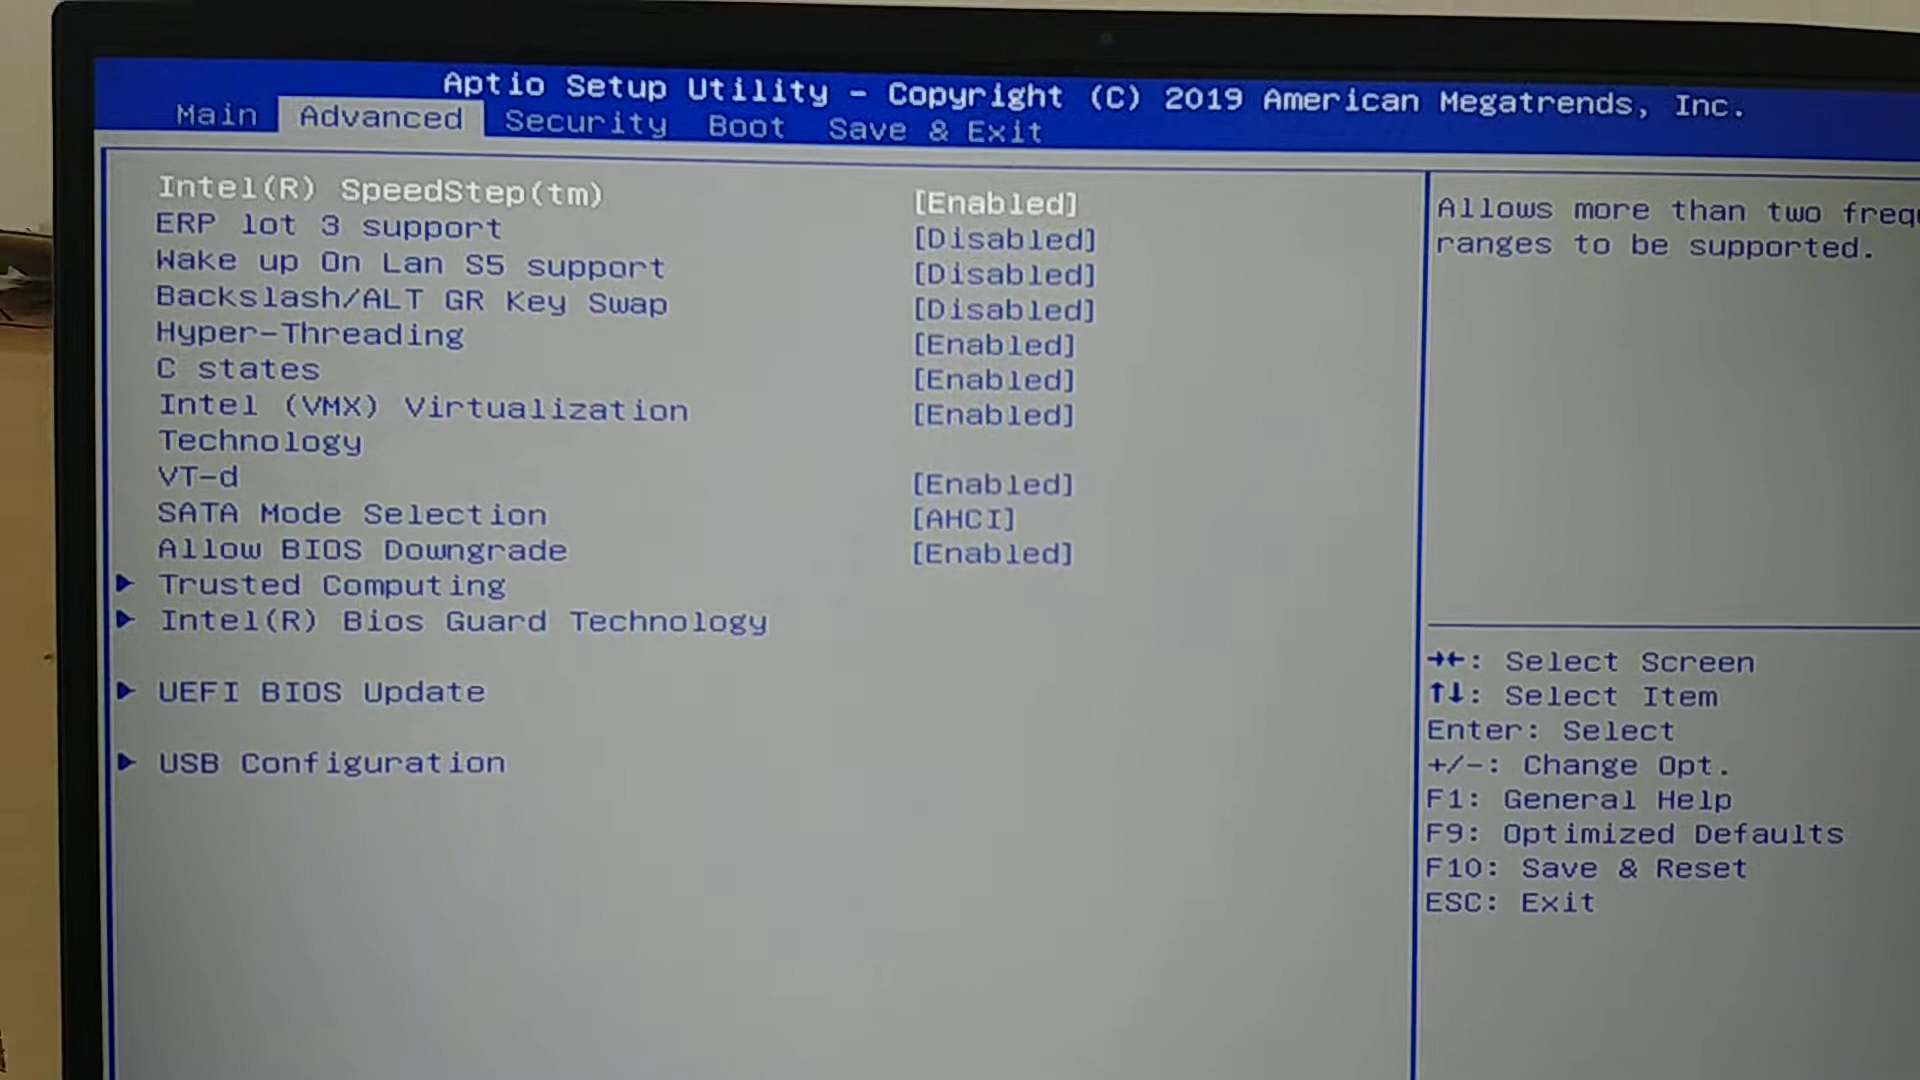 Aptio Setup Utility - Copyright (C) 2019 American Megatrends, Inc.
Main Advanced Security Boot Save & Exit
Intel(R) SpeedStep(tm) [Enabled]
ERP lot 3 support [Disabled]
Wake up On Lan S5 support [Disabled]
Backslash/ALT GR Key Swap [Disabled]
Hyper-Threading [Enabled]
C states [Enabled]
Intel (VMX) Virtualization [Enabled]
Technology
VT-d [Enabled]
SATA Mode Selection [AHCI]
Allow BIOS Downgrade [Enabled]
Trusted Computing
Intel(R) Bios Guard Technology
UEFI BIOS Update
USB Configuration
Allows more than two
ranges to be supported.
→←: Select Screen
↑↓: Select Item
Enter: Select
+/-: Change Opt.
F1: General Help
F9: Optimized Defaults
F10: Save & Reset
ESC: Exit